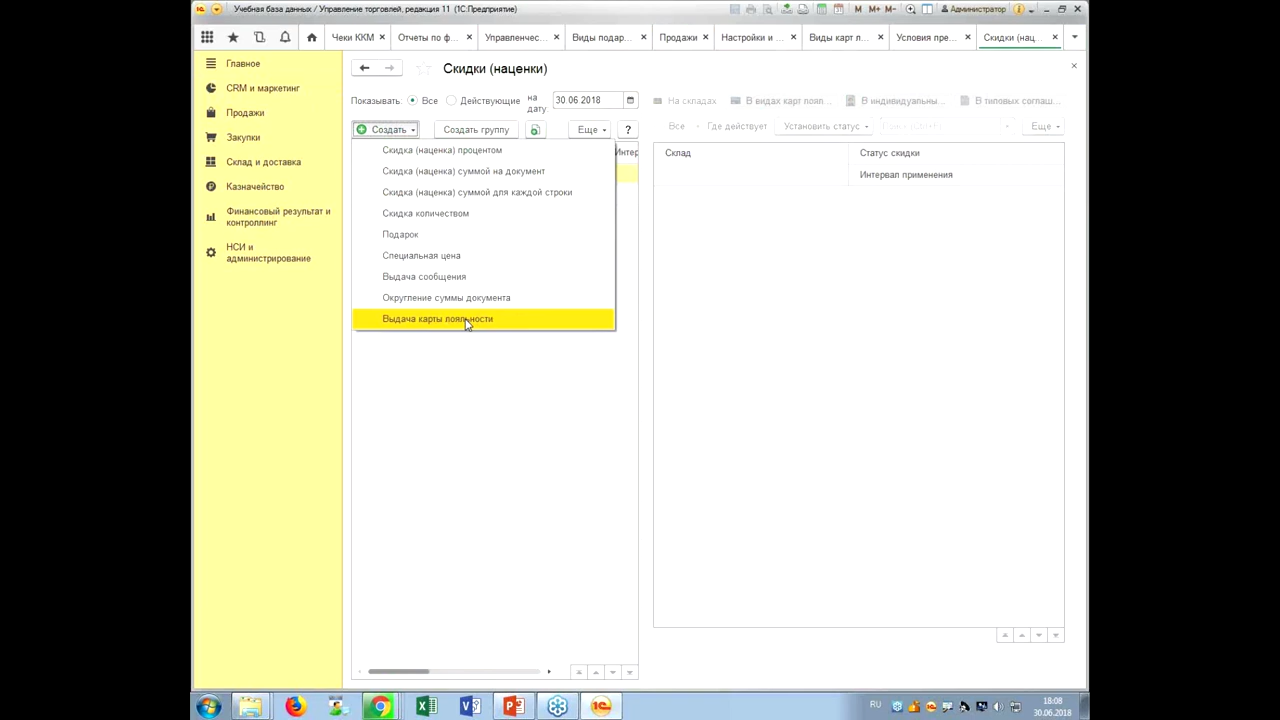 Учебная база данных / Управление торговлей, редакция 11 (1С:Предприятие)
M M+ M-
Администратор
Чеки ККМ
Отчеты по ф...
Управленчес...
Виды подар...
Продажи
Настройки и ...
Виды карт л...
Условия пре...
Скидки (нац...
Главное
CRM и маркетинг
Продажи
Закупки
Склад и доставка
Казначейство
Финансовый результат и
контроллинг
НСИ и
администрирование
Скидки (наценки)
Показывать:
Все
Действующие
на
дату:
30.06.2018
Создать
Создать группу
Еще
?
Интер
Скидка (наценка) процентом
Скидка (наценка) суммой на документ
Скидка (наценка) суммой для каждой строки
Скидка количеством
Подарок
Специальная цена
Выдача сообщения
Округление суммы документа
Выдача карты лояльности
На складах
В видах карт лоял...
В индивидуальны...
В типовых соглаш...
Все
Где действует
Установить статус
Еще
Склад
Статус скидки
Интервал применения
RU
18:08
30.06.2018